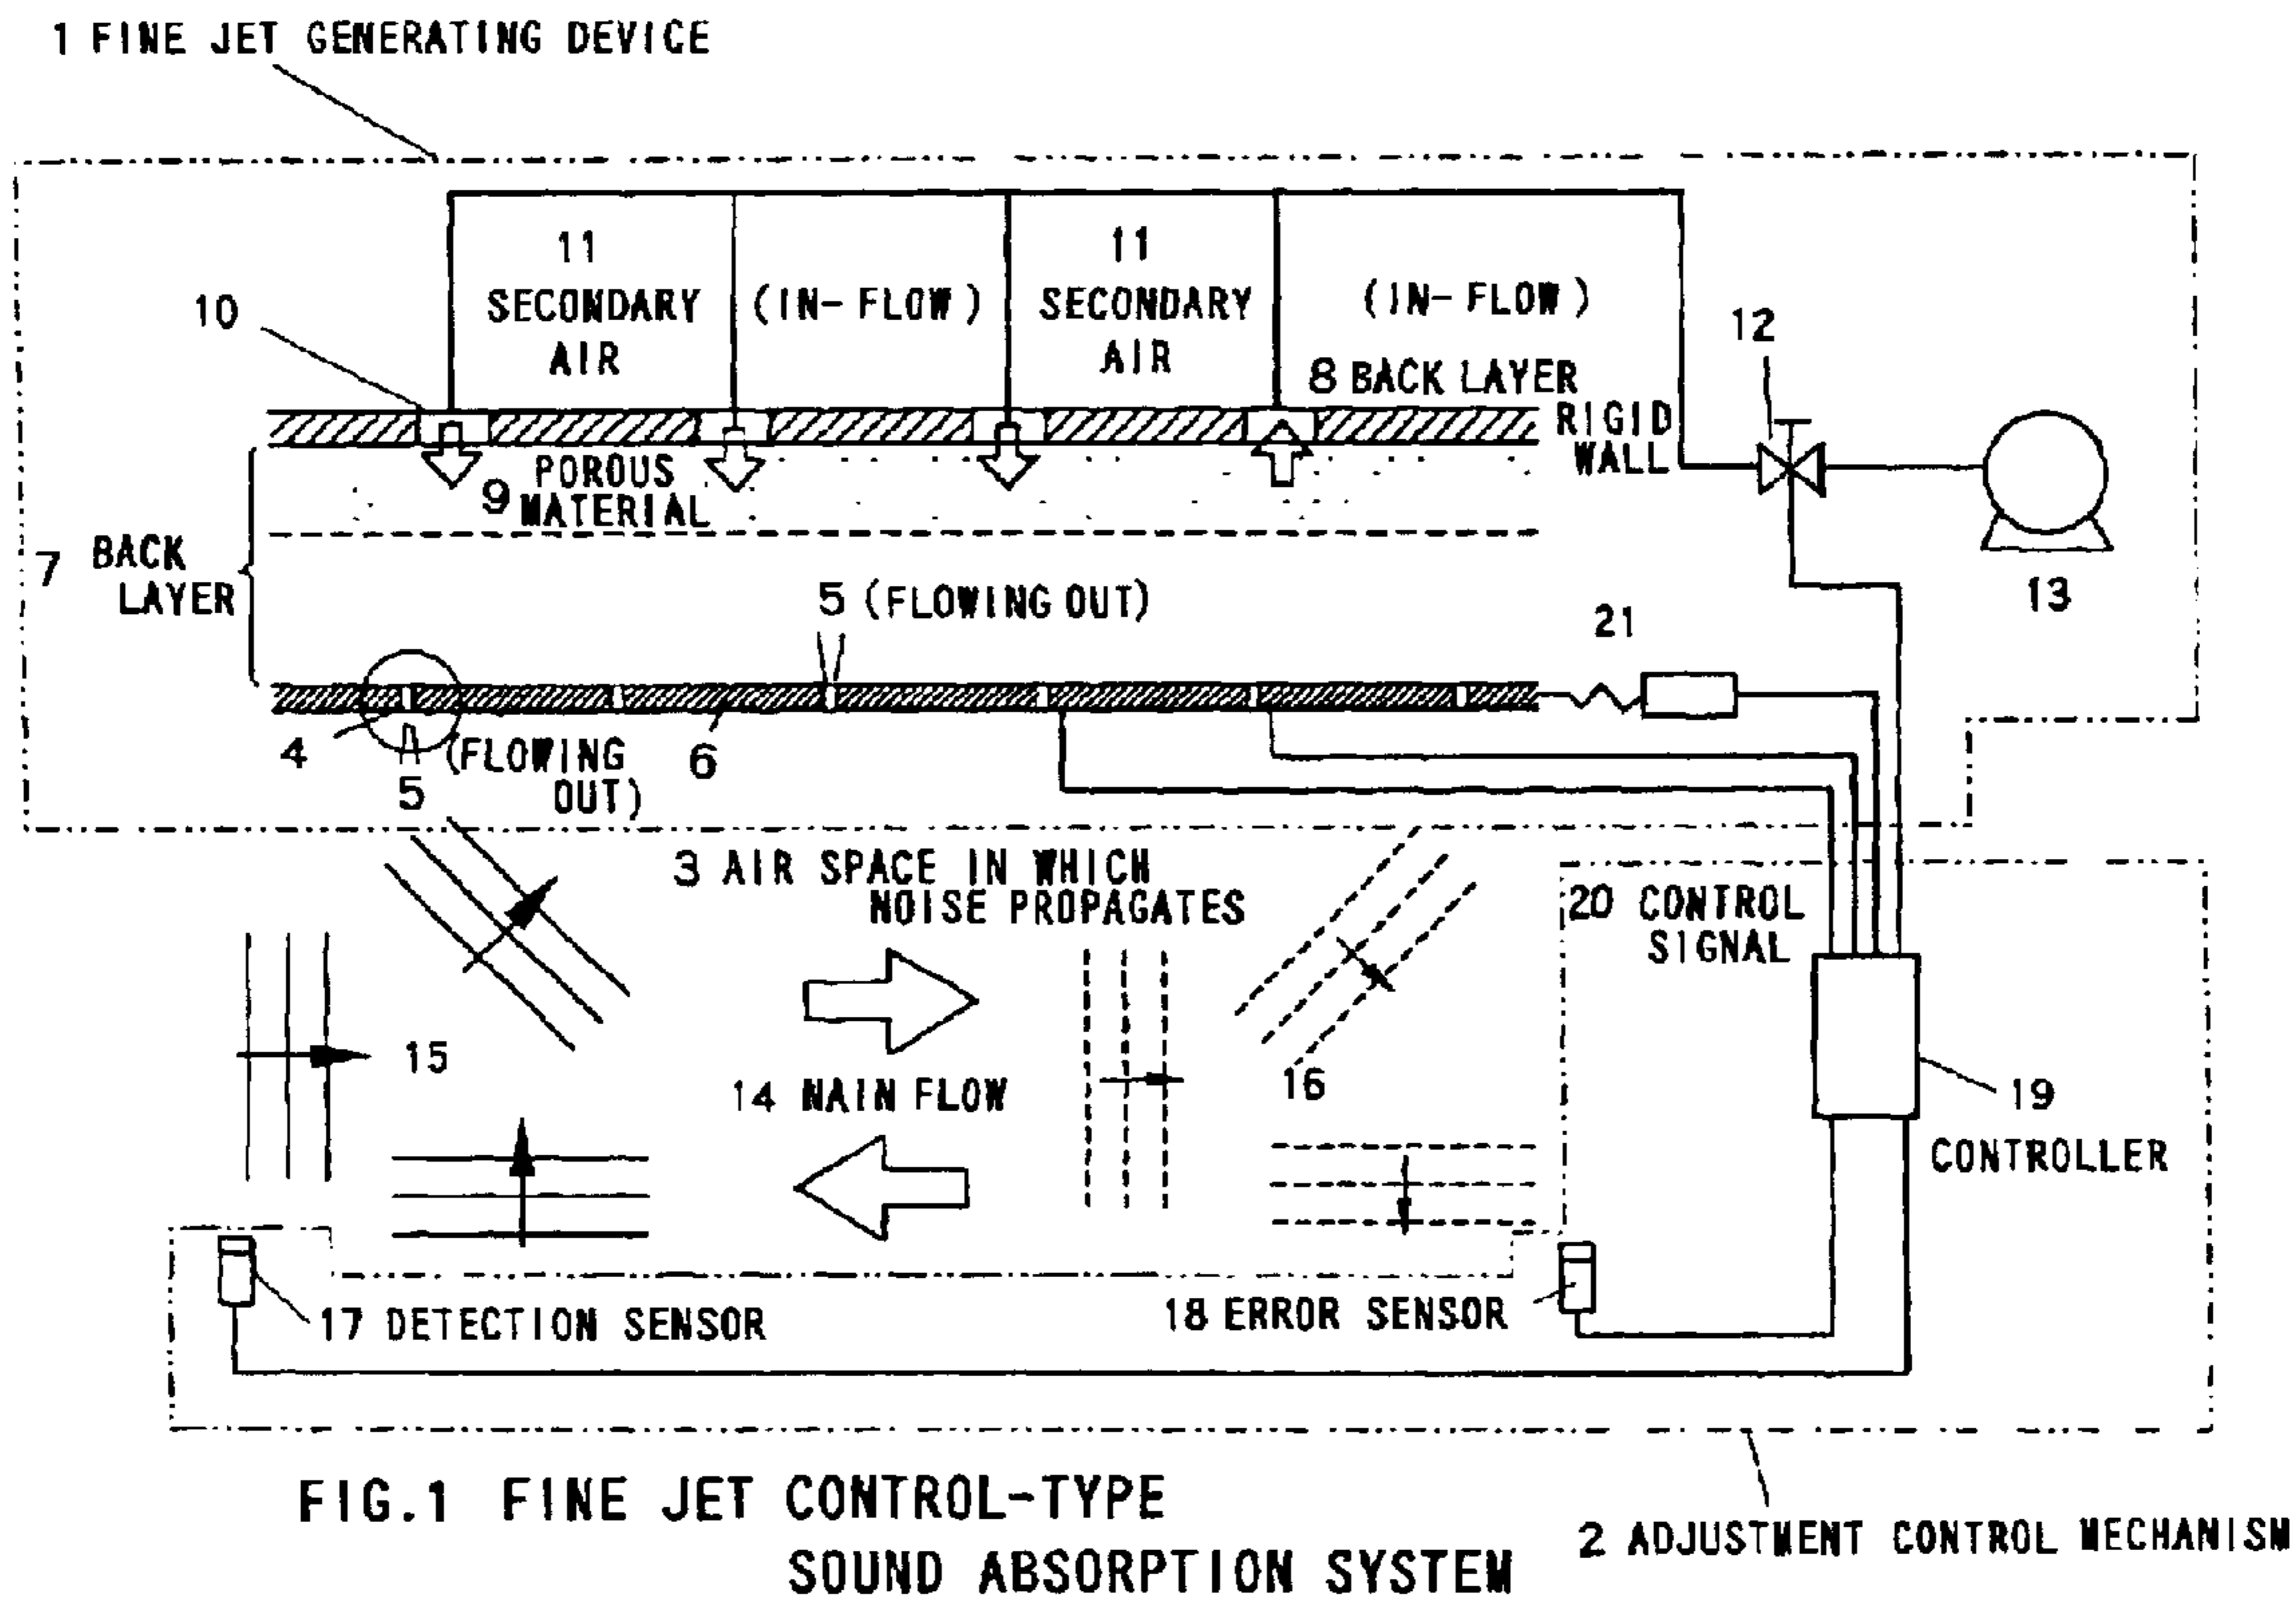 1 FINE JET GENERATING DEVICE
11
SECONDARY
AIR
(IN-FLOW)
11
SECONDARY
AIR
(IN-FLOW)
10
12
8 BACK LAYER
RIGID
WALL
9 POROUS
MATERIAL
7 BACK
LAYER
13
5 (FLOWING OUT)
21
4
5 (FLOWING
OUT)
6
3 AIR SPACE IN WHICH
NOISE PROPAGATES
20 CONTROL
SIGNAL
15
14 NAIN FLOW
16
19
CONTROLLER
17 DETECTION SENSOR
18 ERROR SENSOR
FIG.1 FINE JET CONTROL-TYPE
SOUND ABSORPTION SYSTEM
2 ADJUSTMENT CONTROL MECHANISM